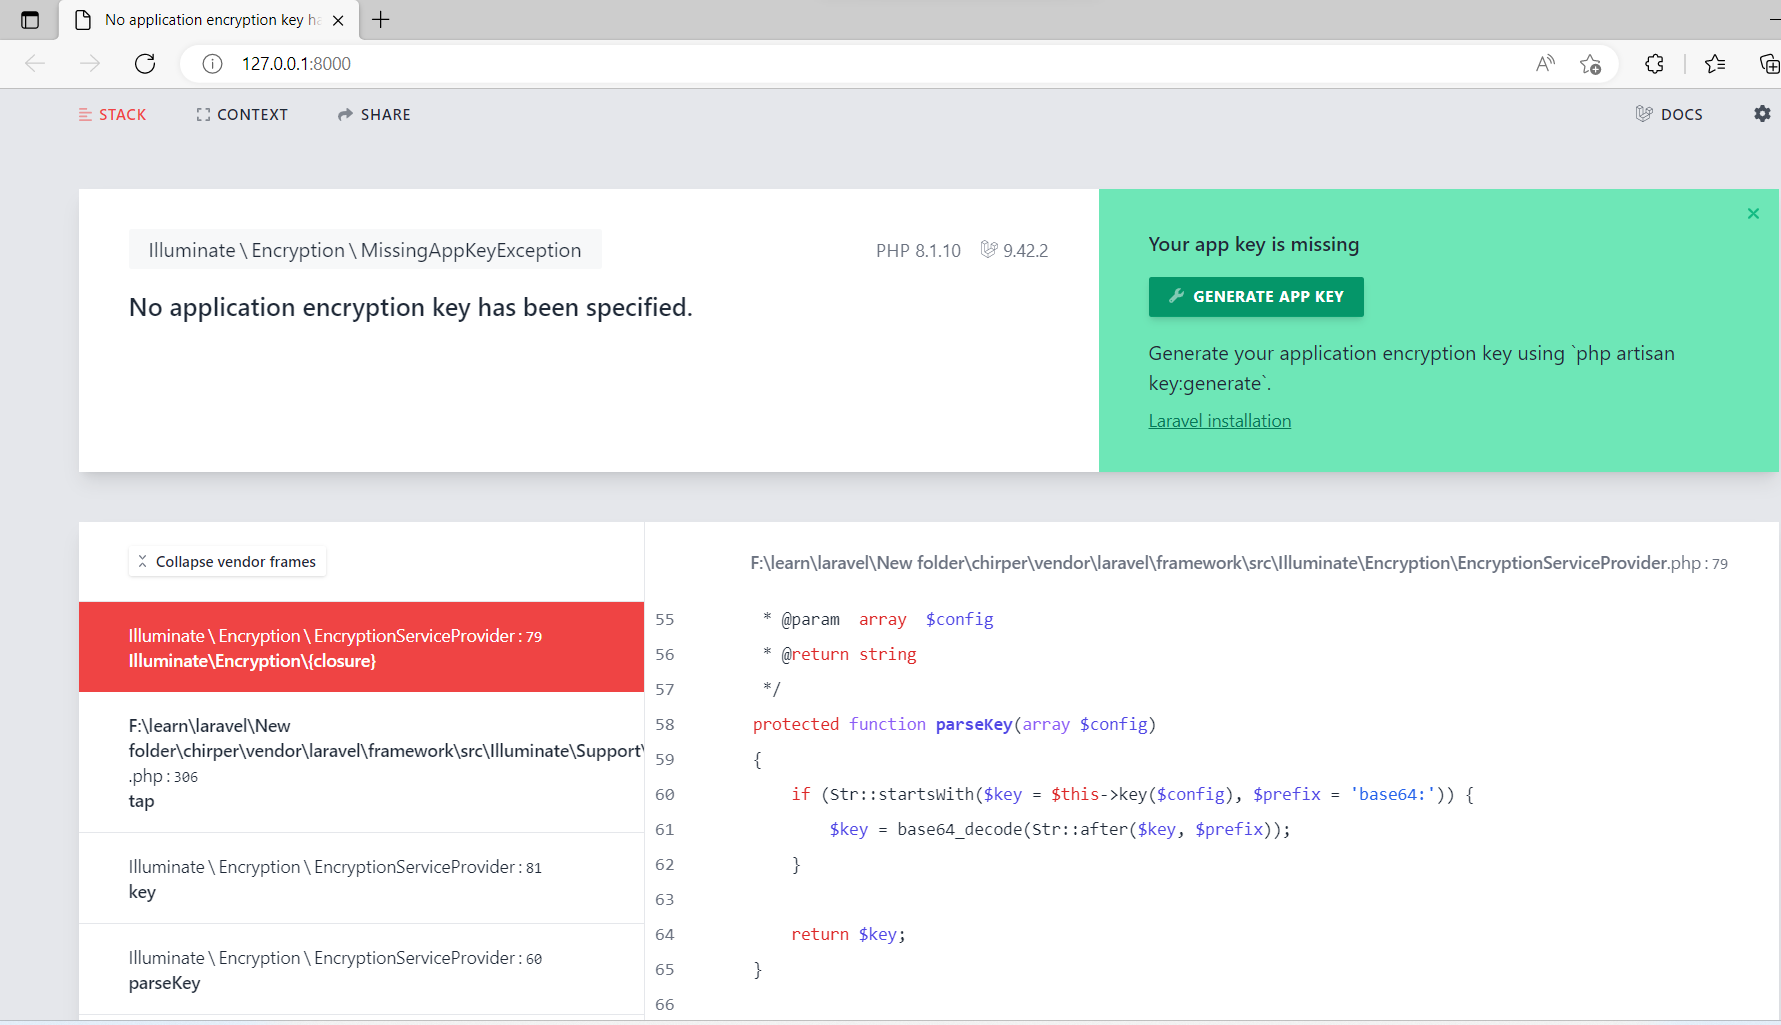 No application encryption key ha
127.0.0.1:8000
STACK
CONTEXT
SHARE
DOCS
Illuminate \ Encryption \ MissingAppKeyException
PHP 8.1.10
9.42.2
No application encryption key has been specified.
Your app key is missing
GENERATE APP KEY
Generate your application encryption key using `php artisan
key:generate`.
Laravel installation
Collapse vendor frames
Illuminate \ Encryption \ EncryptionServiceProvider : 79
Illuminate\Encryption\{closure}
F:\learn\laravel\New
folder\chirper\vendor\laravel\framework\src\Illuminate\Support\
.php : 306
tap
Illuminate \ Encryption \ EncryptionServiceProvider : 81
key
Illuminate \ Encryption \ EncryptionServiceProvider : 60
parseKey
F:\learn\laravel\New folder\chirper\vendor\laravel\framework\src\Illuminate\Encryption\EncryptionServiceProvider.php : 79
55 * @param  array  $config
56 * @return string
57 */
58 protected function parseKey(array $config)
59 {
60 if (Str::startsWith($key = $this->key($config), $prefix = 'base64:')) {
61 $key = base64_decode(Str::after($key, $prefix));
62 }
63
64 return $key;
65 }
66